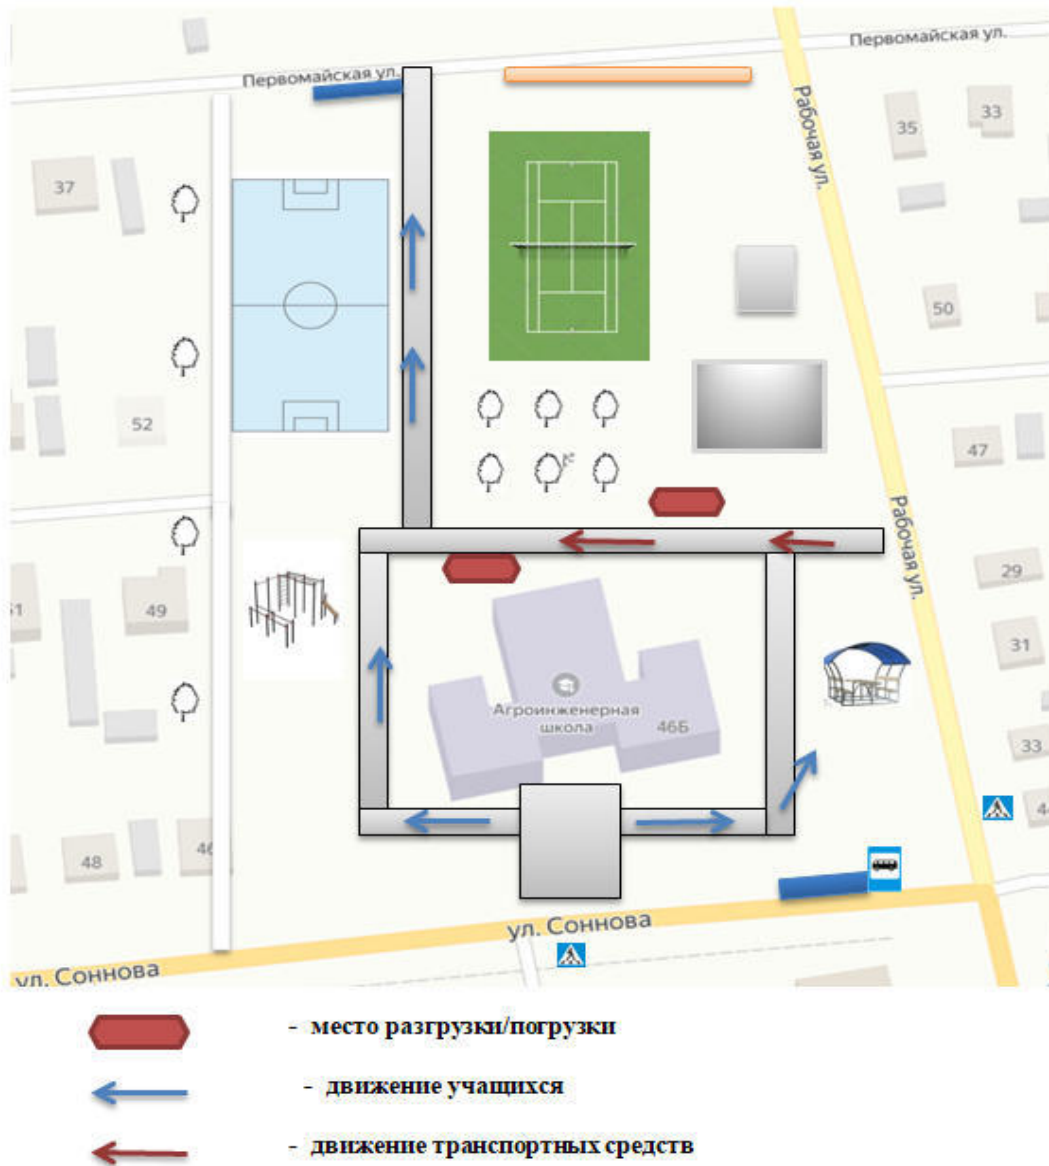 Первомайская ул.
Первомайская ул.
Рабочая ул.
35
33
37
50
52
47
Рабочая ул.
29
49
31
Агроинженерная
школа
46Б
33
48
ул. Соннова
ул. Соннова
- место разгрузки/погрузки
- движение учащихся
- движение транспортных средств